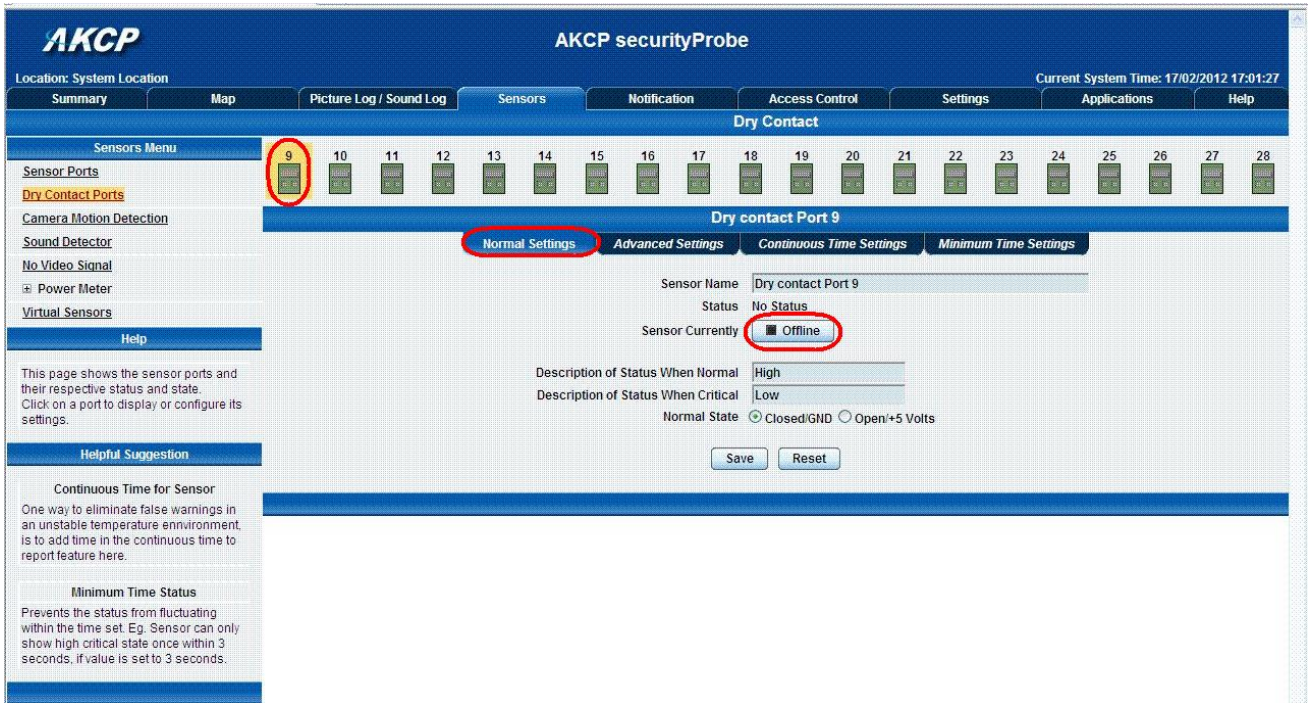 AKCP
AKCP securityProbe
Location: System Location
Current System Time: 17/02/2012 17:01:27
Summary Map Picture Log / Sound Log Sensors Notification Access Control Settings Applications Help
Dry Contact
Sensors Menu
Sensor Ports
Dry Contact Ports
Camera Motion Detection
Sound Detector
No Video Signal
Power Meter
Virtual Sensors
Help
This page shows the sensor ports and
their respective status and state.
Click on a port to display or configure its
settings.
Helpful Suggestion
Continuous Time for Sensor
One way to eliminate false warnings in
an unstable temperature ennvironment,
is to add time in the continuous time to
report feature here.
Minimum Time Status
Prevents the status from fluctuating
within the time set. Eg. Sensor can only
show high critical state once within 3
seconds, if value is set to 3 seconds.
9 10 11 12 13 14 15 16 17 18 19 20 21 22 23 24 25 26 27 28
Dry contact Port 9
Normal Settings Advanced Settings Continuous Time Settings Minimum Time Settings
Sensor Name Dry contact Port 9
Status No Status
Sensor Currently Offline
Description of Status When Normal High
Description of Status When Critical Low
Normal State Closed/GND Open/+5 Volts
Save Reset